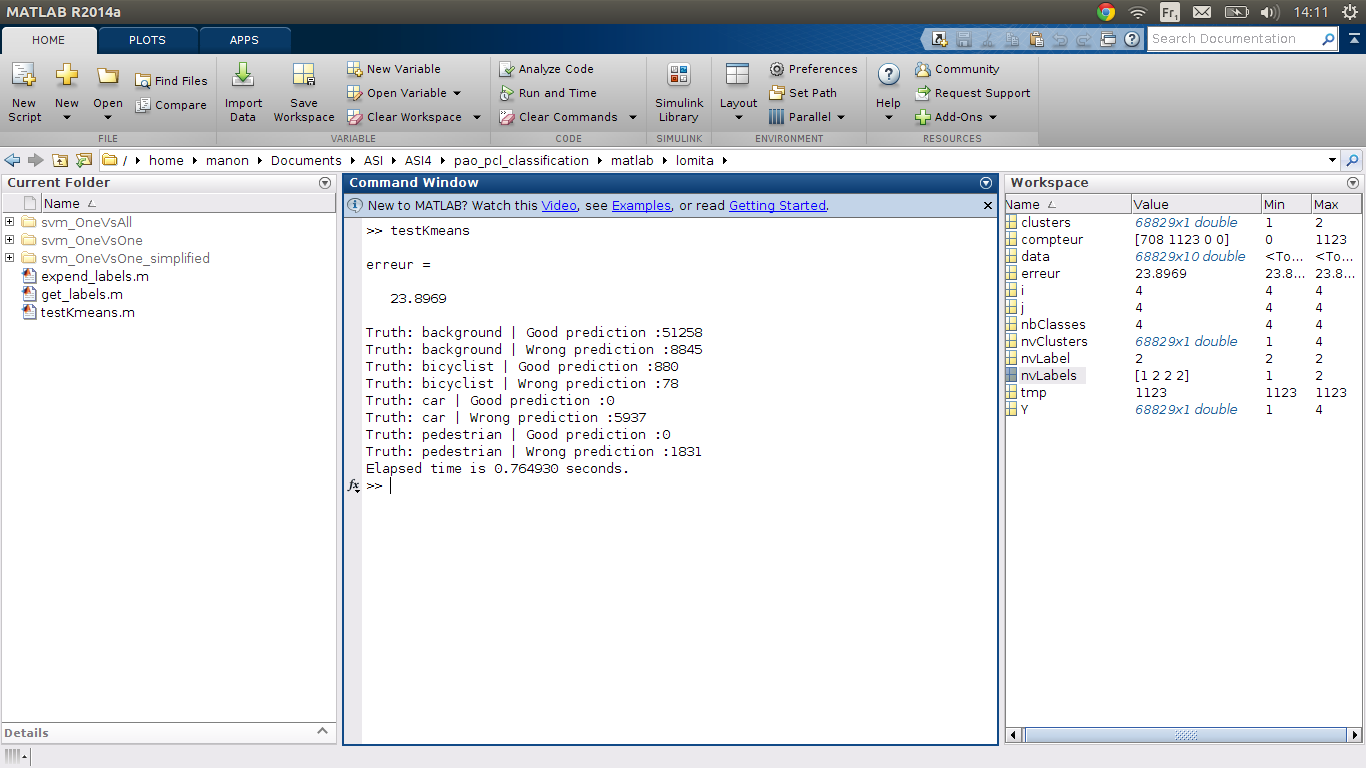 MATLAB R2014a
Fr1
14:11
HOME PLOTS APPS
Search Documentation
New Script
New
Open
Find Files
Compare
Import Data
Save Workspace
New Variable
Open Variable
Clear Workspace
Analyze Code
Run and Time
Clear Commands
Simulink Library
Layout
Preferences
Set Path
Parallel
Help
Community
Request Support
Add-Ons
FILE VARIABLE CODE SIMULINK ENVIRONMENT RESOURCES
/ home manon Documents ASI ASI4 pao_pcl_classification matlab lomita
Current Folder
Name
svm_OneVsAll
svm_OneVsOne
svm_OneVsOne_simplified
expend_labels.m
get_labels.m
testKmeans.m
Details
Command Window
New to MATLAB? Watch this Video, see Examples, or read Getting Started.
>> testKmeans
erreur =
23.8969
Truth: background | Good prediction :51258
Truth: background | Wrong prediction :8845
Truth: bicyclist | Good prediction :880
Truth: bicyclist | Wrong prediction :78
Truth: car | Good prediction :0
Truth: car | Wrong prediction :5937
Truth: pedestrian | Good prediction :0
Truth: pedestrian | Wrong prediction :1831
Elapsed time is 0.764930 seconds.
fx >>
Workspace
Name Value Min Max
clusters 68829x1 double 1 2
compteur [708 1123 0 0] 0 1123
data 68829x10 double <To... <To...
erreur 23.8969 23.8... 23.8...
i 4 4 4
j 4 4 4
nbClasses 4 4 4
nvClusters 68829x1 double 1 4
nvLabel 2 2 2
nvLabels [1 2 2 2] 1 2
tmp 1123 1123 1123
Y 68829x1 double 1 4